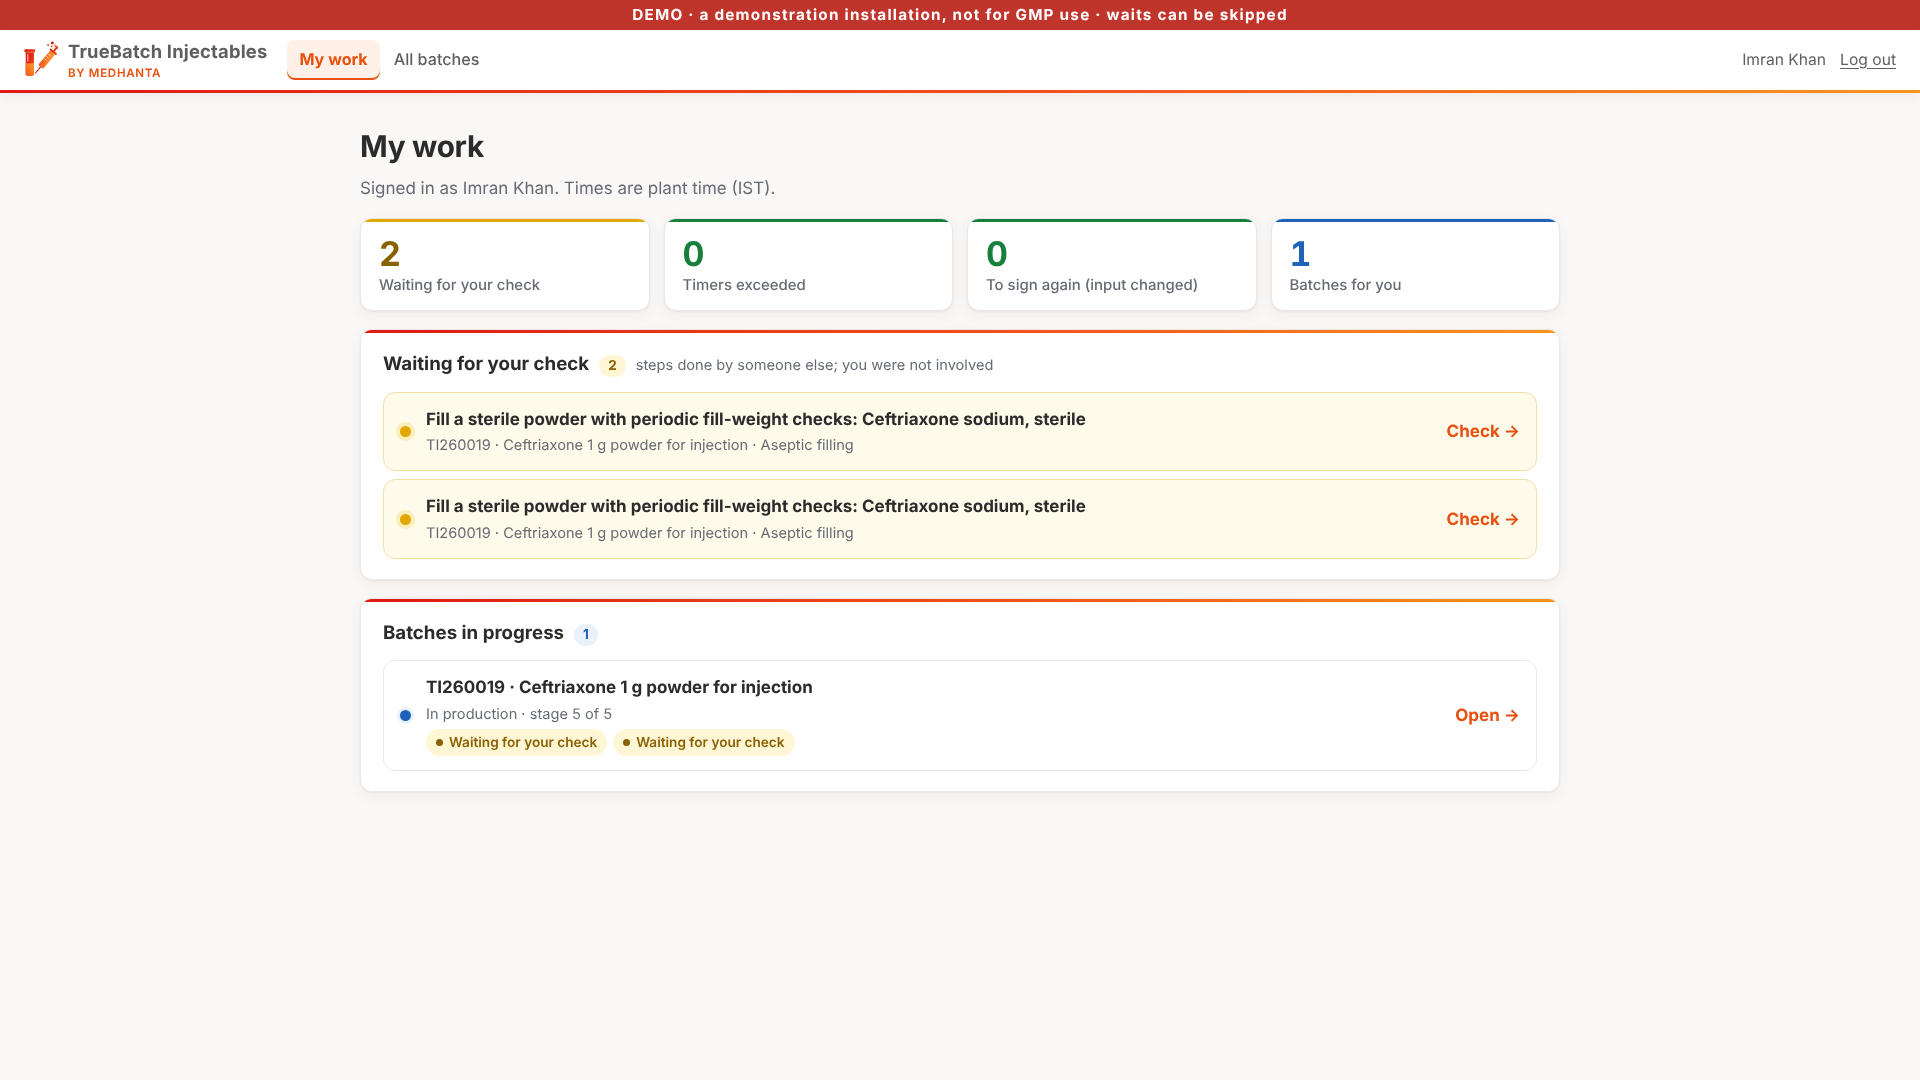 DEMO · a demonstration installation, not for GMP use · waits can be skipped
TrueBatch Injectables
BY MEDHANTA
My work
All batches
Imran Khan
Log out
My work
Signed in as Imran Khan. Times are plant time (IST).
2
Waiting for your check
0
Timers exceeded
0
To sign again (input changed)
1
Batches for you
Waiting for your check 2 steps done by someone else; you were not involved
Fill a sterile powder with periodic fill-weight checks: Ceftriaxone sodium, sterile
TI260019 · Ceftriaxone 1 g powder for injection · Aseptic filling
Check →
Fill a sterile powder with periodic fill-weight checks: Ceftriaxone sodium, sterile
TI260019 · Ceftriaxone 1 g powder for injection · Aseptic filling
Check →
Batches in progress 1
TI260019 · Ceftriaxone 1 g powder for injection
In production · stage 5 of 5
Waiting for your check
Waiting for your check
Open →